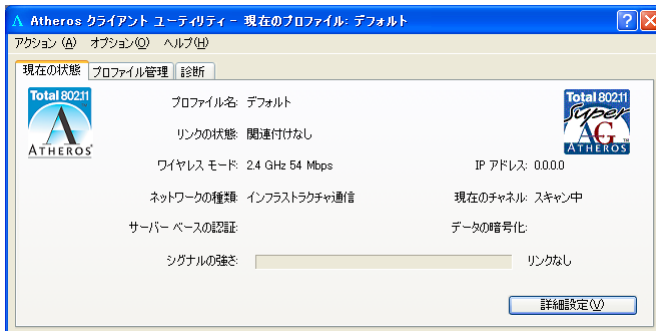 Atheros クライアント ユーティリティ - 現在のプロファイル: デフォルト
アクション (A) オプション(O) ヘルプ(H)
現在の状態 プロファイル管理 診断
Total 802.11
ATHEROS
Total 802.11
Super
AG
ATHEROS
プロファイル名: デフォルト
リンクの状態: 関連付けなし
ワイヤレス モード: 2.4 GHz 54 Mbps IP アドレス: 0.0.0.0
ネットワークの種類: インフラストラクチャ通信 現在のチャネル: スキャン中
サーバー ベースの認証: データの暗号化:
シグナルの強さ: リンクなし
詳細設定(V)